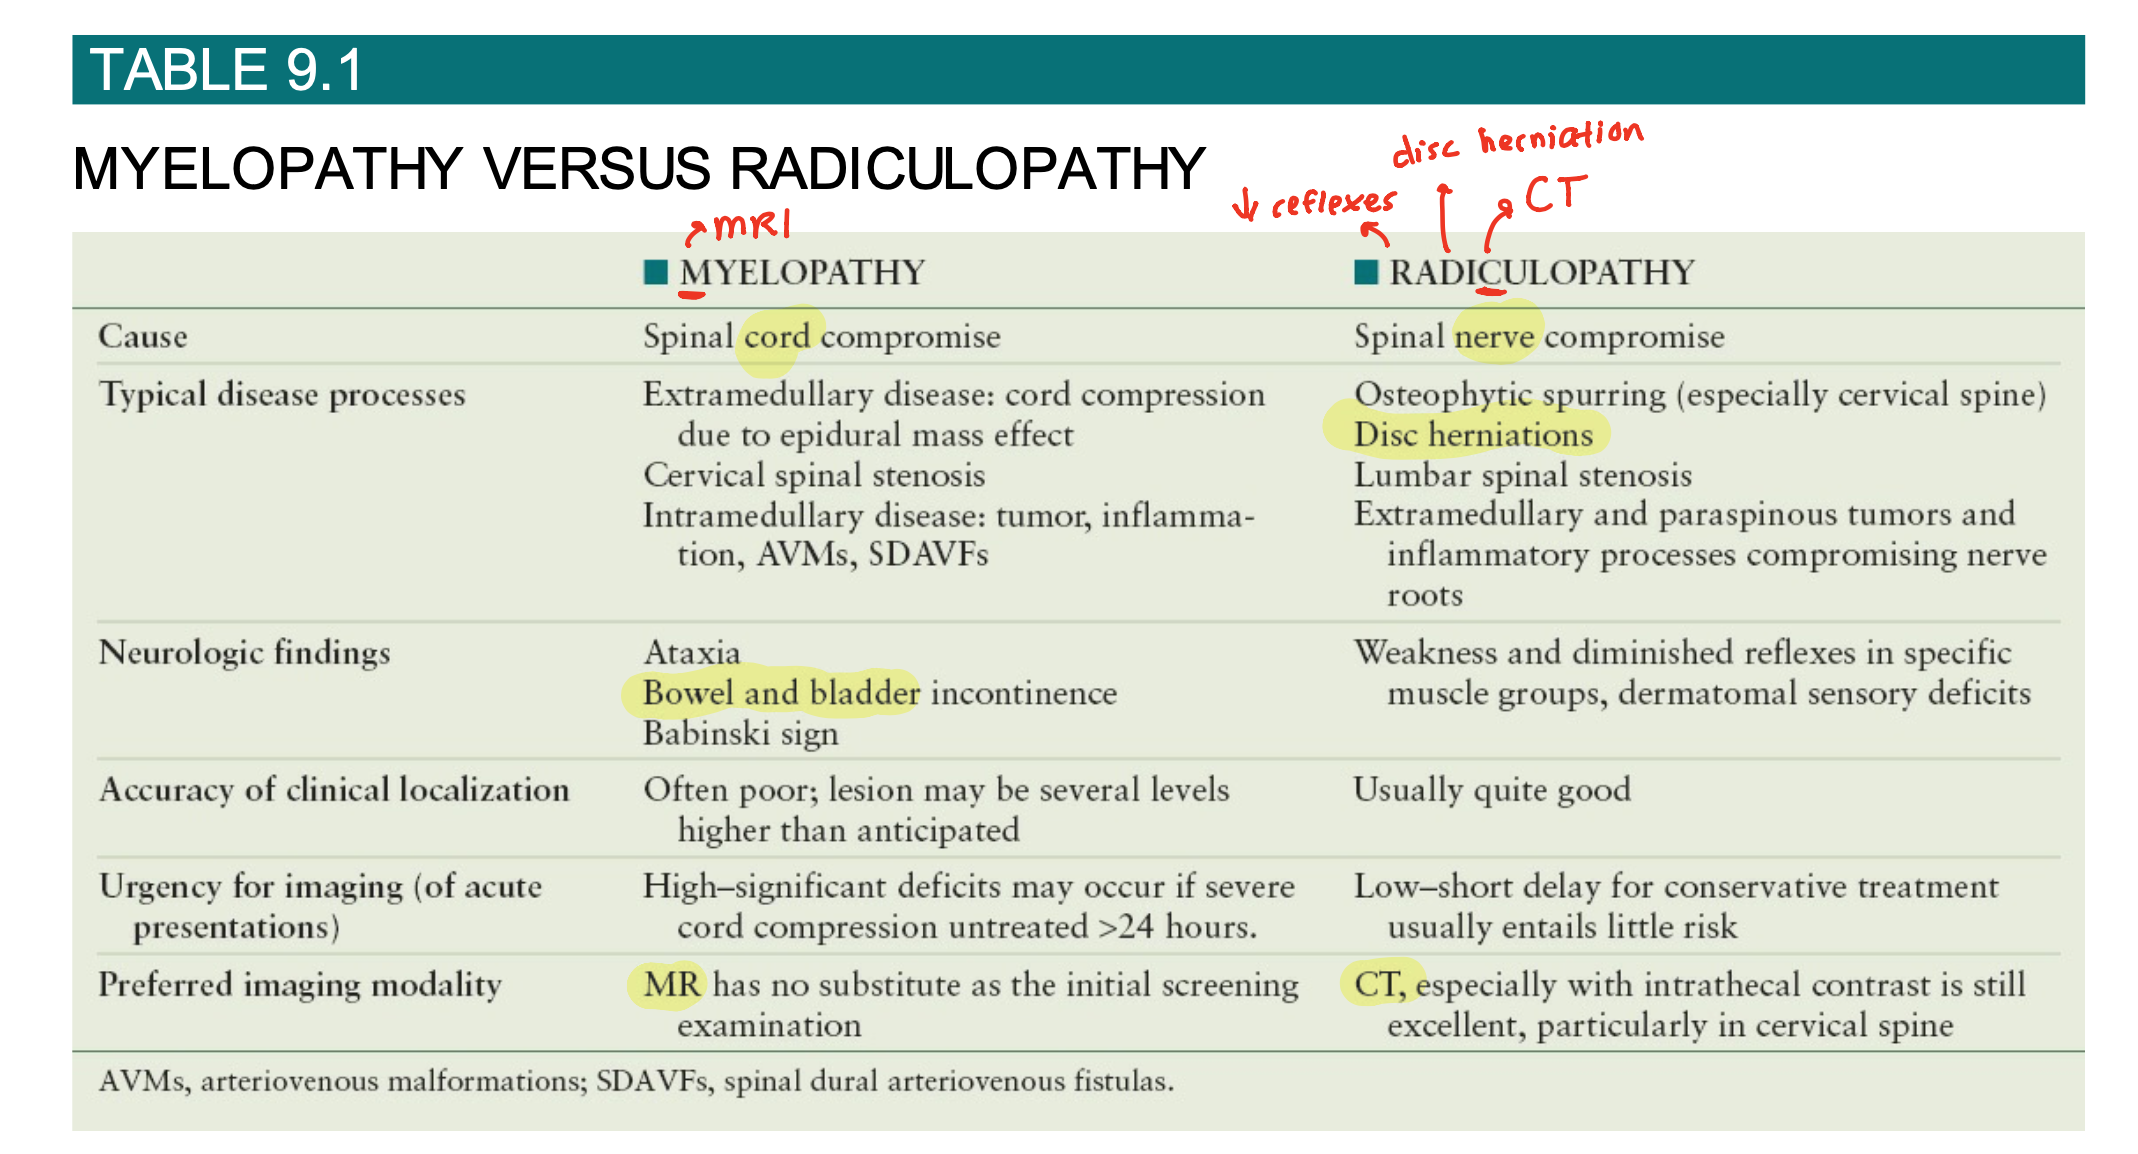 TABLE 9.1
MYELOPATHY VERSUS RADICULOPATHY
disc herniation
↓ reflexes
CT
MRI
■ MYELOPATHY
■ RADICULOPATHY
Cause
Spinal cord compromise
Spinal nerve compromise
Typical disease processes
Extramedullary disease: cord compression
due to epidural mass effect
Cervical spinal stenosis
Intramedullary disease: tumor, inflamma-
tion, AVMs, SDAVFs
Osteophytic spurring (especially cervical spine)
Disc herniations
Lumbar spinal stenosis
Extramedullary and paraspinous tumors and
inflammatory processes compromising nerve
roots
Neurologic findings
Ataxia
Bowel and bladder incontinence
Babinski sign
Weakness and diminished reflexes in specific
muscle groups, dermatomal sensory deficits
Accuracy of clinical localization
Often poor; lesion may be several levels
higher than anticipated
Usually quite good
Urgency for imaging (of acute
presentations)
High–significant deficits may occur if severe
cord compression untreated >24 hours.
Low–short delay for conservative treatment
usually entails little risk
Preferred imaging modality
MR has no substitute as the initial screening
examination
CT, especially with intrathecal contrast is still
excellent, particularly in cervical spine
AVMs, arteriovenous malformations; SDAVFs, spinal dural arteriovenous fistulas.